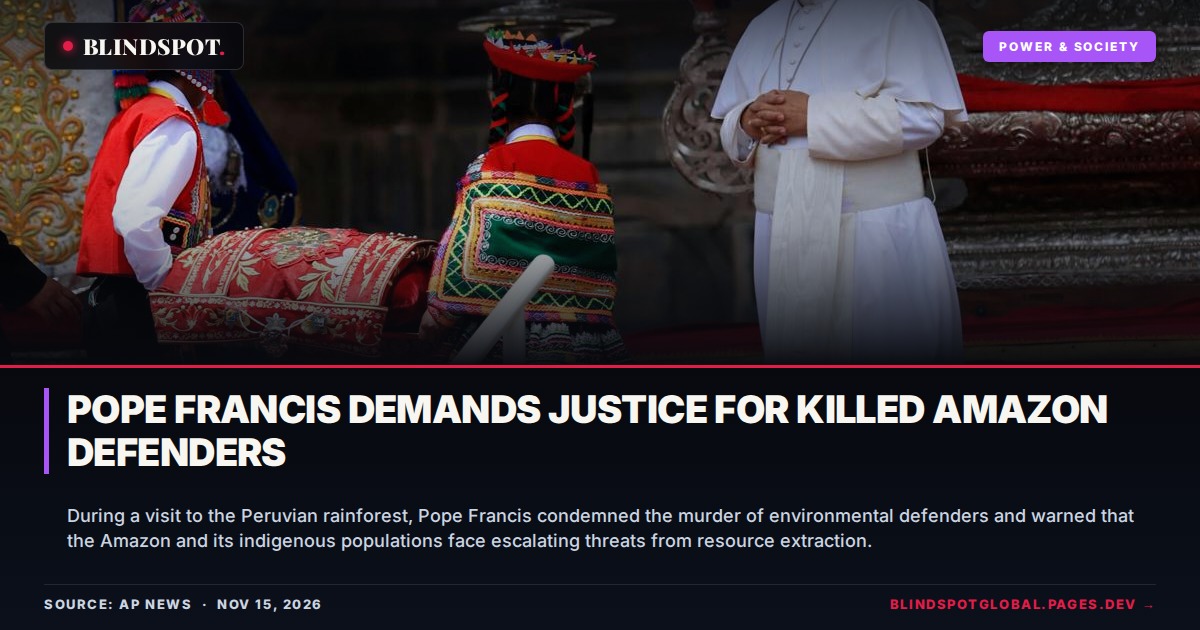 BLINDSPOT.
POWER & SOCIETY
POPE FRANCIS DEMANDS JUSTICE FOR KILLED AMAZON
DEFENDERS
During a visit to the Peruvian rainforest, Pope Francis condemned the murder of environmental defenders and warned that
the Amazon and its indigenous populations face escalating threats from resource extraction.
SOURCE: AP NEWS · NOV 15, 2026
BLINDSPOTGLOBAL.PAGES.DEV →